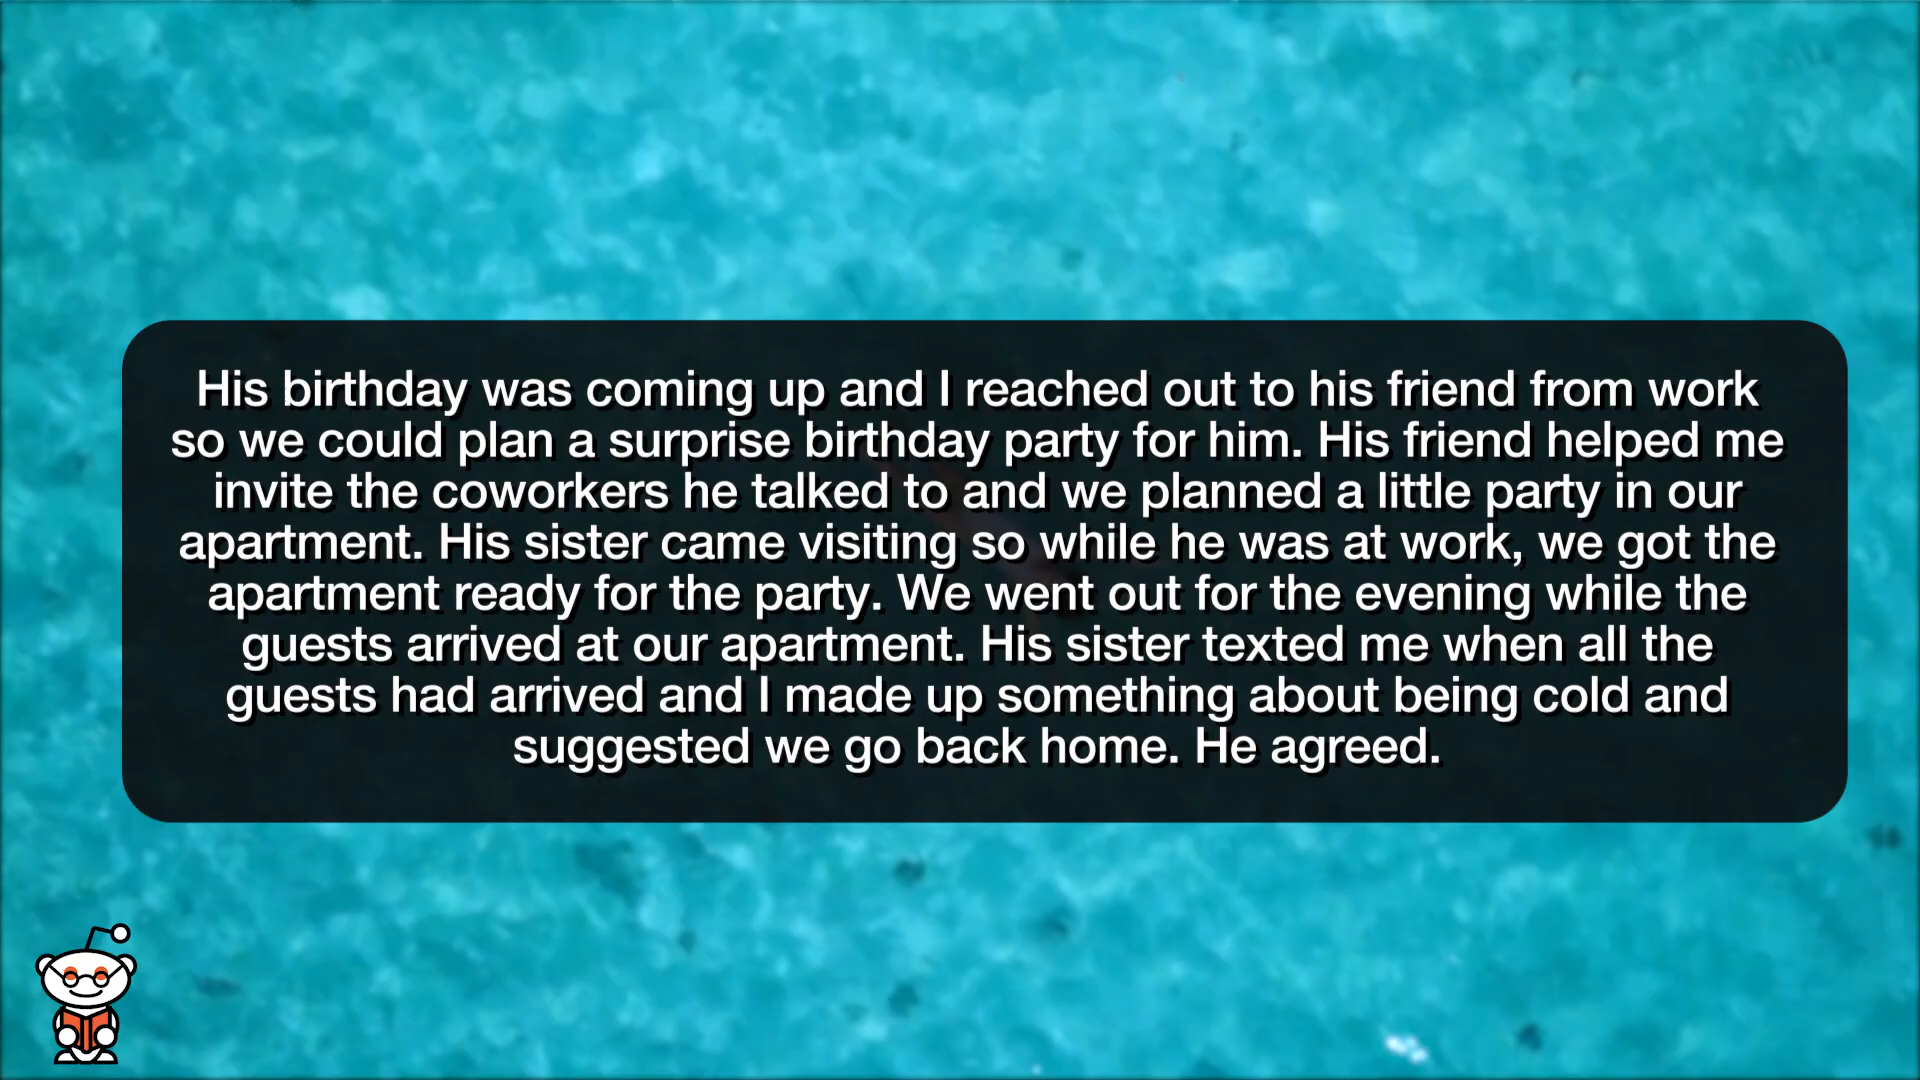 His birthday was coming up and I reached out to his friend from work
so we could plan a surprise birthday party for him. His friend helped me
invite the coworkers he talked to and we planned a little party in our
apartment. His sister came visiting so while he was at work, we got the
apartment ready for the party. We went out for the evening while the
guests arrived at our apartment. His sister texted me when all the
guests had arrived and I made up something about being cold and
suggested we go back home. He agreed.